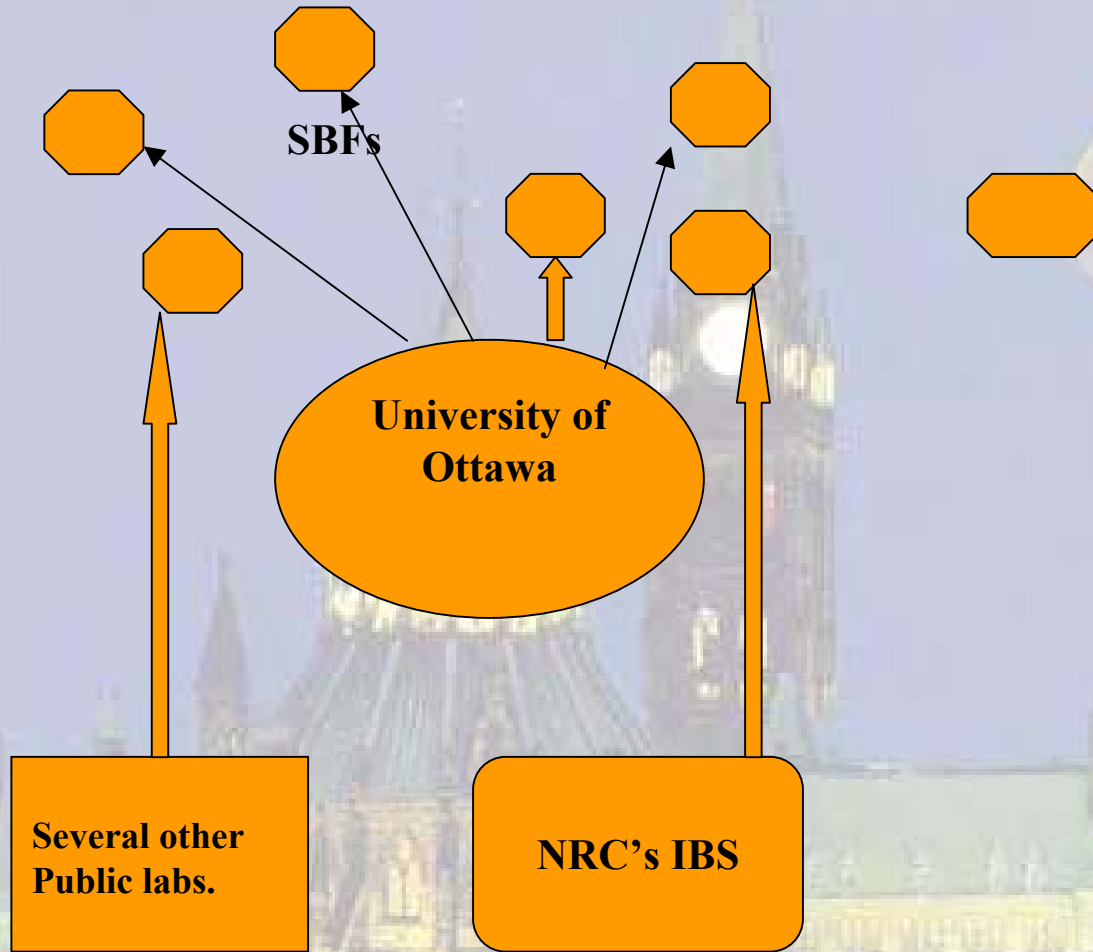 SBFs
University of
Ottawa
Several other
Public labs.
NRC’s IBS